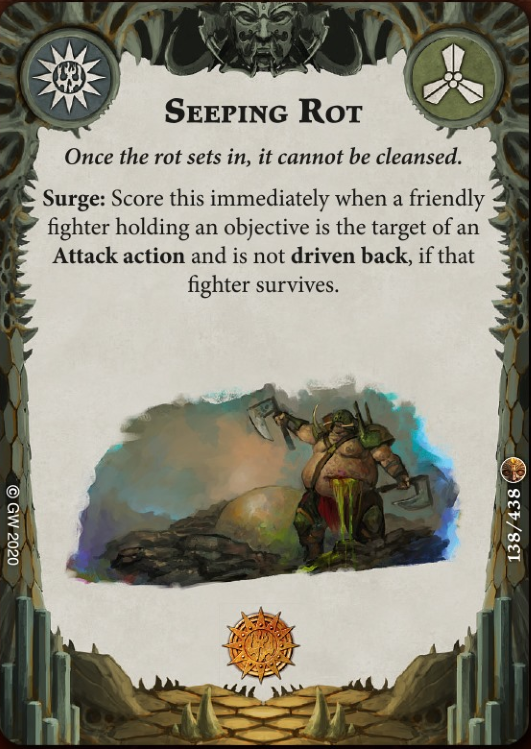 Seeping Rot
Once the rot sets in, it cannot be cleansed.
Surge: Score this immediately when a friendly
fighter holding an objective is the target of an
Attack action and is not driven back, if that
fighter survives.
© GW 2020
138/438